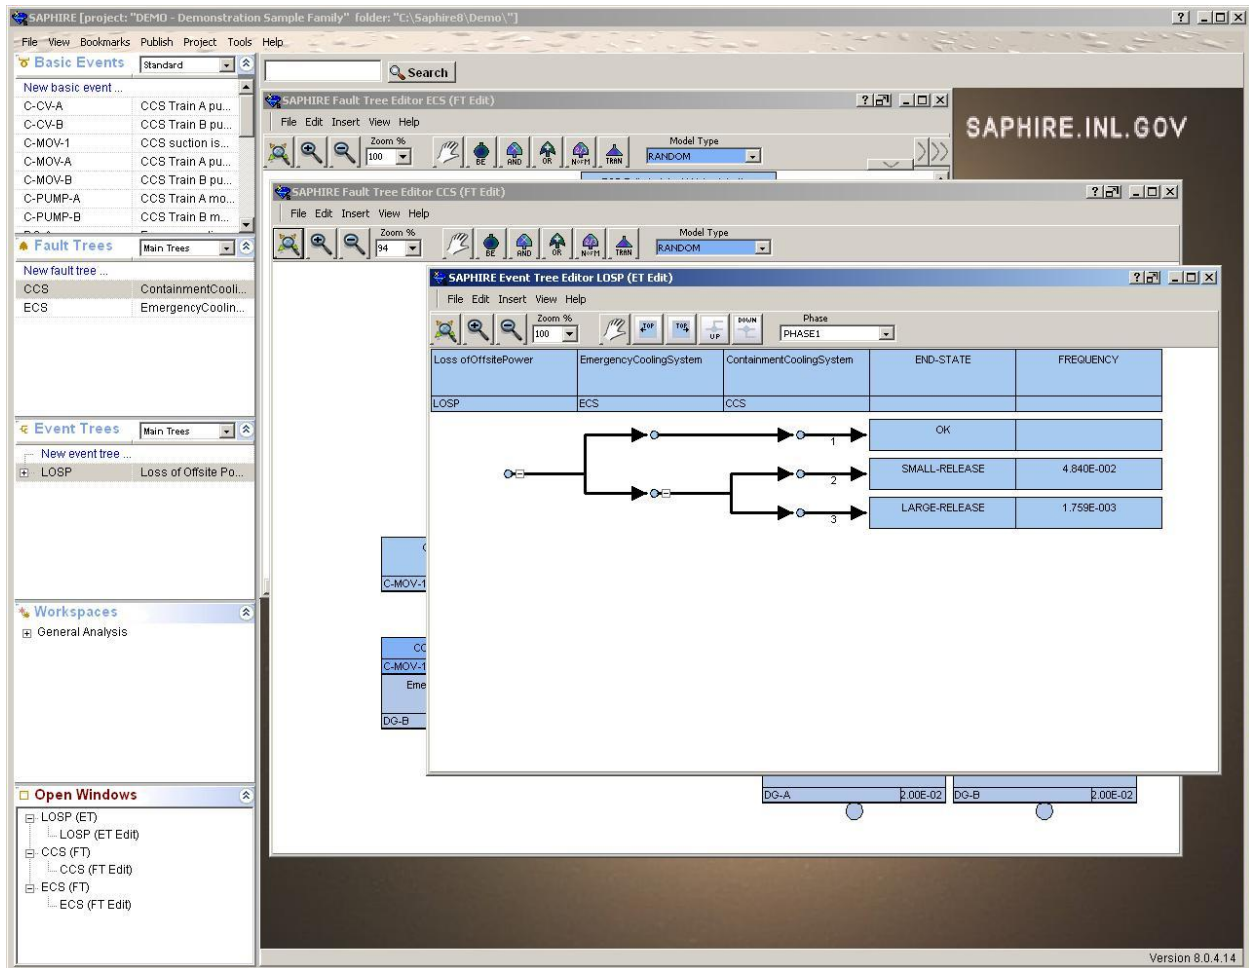 SAPHIRE [project: "DEMO - Demonstration Sample Family" folder: "C:\Saphire8\Demo\"]
File View Bookmarks Publish Project Tools Help
Basic Events Standard
New basic event ...
C-CV-A CCS Train A pu...
C-CV-B CCS Train B pu...
C-MOV-1 CCS suction is...
C-MOV-A CCS Train A pu...
C-MOV-B CCS Train B pu...
C-PUMP-A CCS Train A mo...
C-PUMP-B CCS Train B m...
Fault Trees Main Trees
New fault tree ...
CCS ContainmentCooli...
ECS EmergencyCoolin...
Event Trees Main Trees
New event tree ...
LOSP Loss of Offsite Po...
Workspaces
General Analysis
Open Windows
LOSP (ET)
LOSP (ET Edit)
CCS (FT)
CCS (FT Edit)
ECS (FT)
ECS (FT Edit)
Search
SAPHIRE Fault Tree Editor ECS (FT Edit)
File Edit Insert View Help
Zoom %
100
BE AND OR N/M TRAN
Model Type
RANDOM
SAPHIRE.INL.GOV
SAPHIRE Fault Tree Editor CCS (FT Edit)
File Edit Insert View Help
Zoom %
94
BE AND OR N/M TRAN
Model Type
RANDOM
SAPHIRE Event Tree Editor LOSP (ET Edit)
File Edit Insert View Help
Zoom %
100
TOP TOP UP DOWN
Phase
PHASE1
Loss ofOffsitePower EmergencyCoolingSystem ContainmentCoolingSystem END-STATE FREQUENCY
LOSP ECS CCS
1 OK
2 SMALL-RELEASE 4.840E-002
3 LARGE-RELEASE 1.759E-003
C-MOV-1
CC
C-MOV-1
Eme
DG-B
DG-A 2.00E-02 DG-B 2.00E-02
Version 8.0.4.14